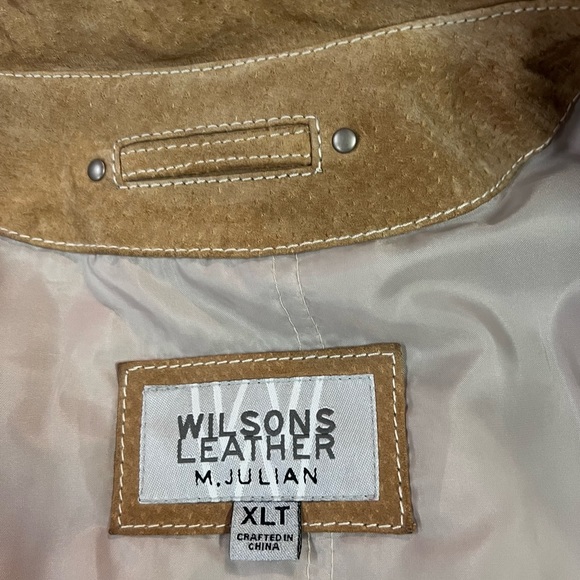 WILSONS
LEATHER
M.JULIAN
XLT
CRAFTED IN
CHINA